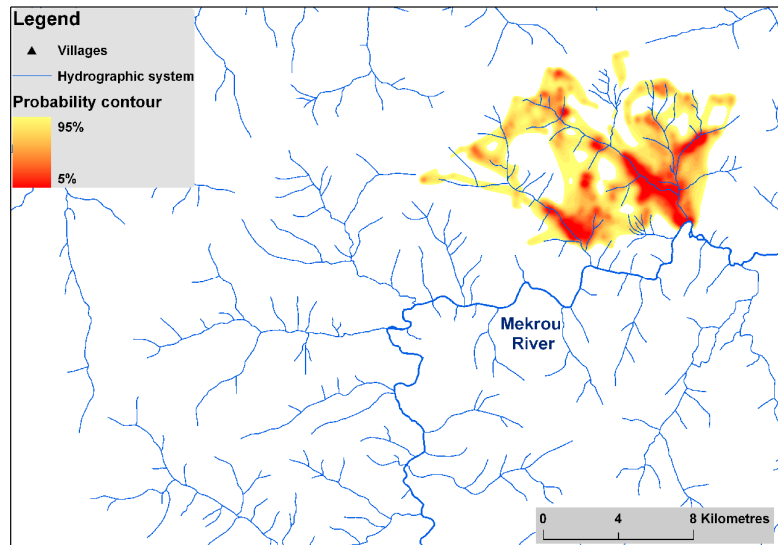 Legend
Villages
Hydrographic system
Probability contour
95%
5%
Mekrou
River
0 4 8 Kilometres